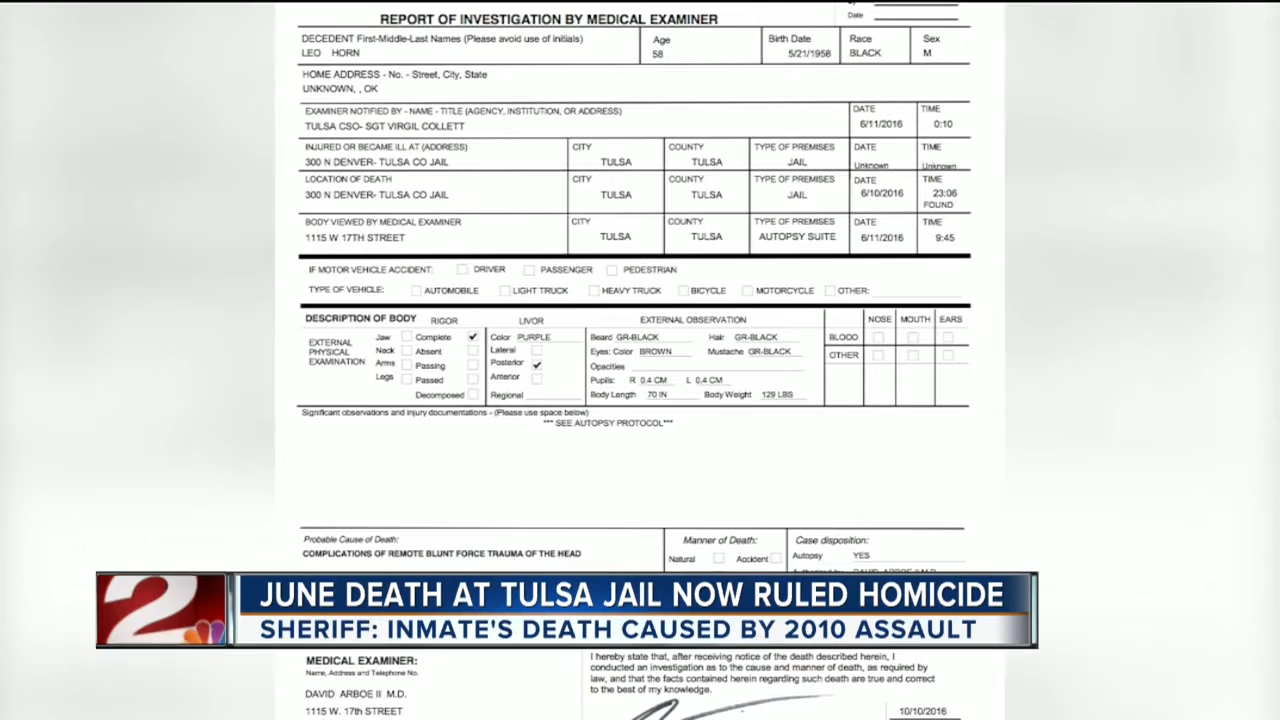 Date
REPORT OF INVESTIGATION BY MEDICAL EXAMINER
DECEDENT First-Middle-Last Names (Please avoid use of initials) Age Birth Date Race Sex
LEO HORN 58 5/21/1958 BLACK M
HOME ADDRESS - No. - Street, City, State
UNKNOWN, , OK
EXAMINER NOTIFIED BY - NAME - TITLE (AGENCY, INSTITUTION, OR ADDRESS) DATE TIME
TULSA CSO- SGT VIRGIL COLLETT 6/11/2016 0:10
INJURED OR BECAME ILL AT (ADDRESS) CITY COUNTY TYPE OF PREMISES DATE TIME
300 N DENVER- TULSA CO JAIL TULSA TULSA JAIL Unknown Unknown
LOCATION OF DEATH CITY COUNTY TYPE OF PREMISES DATE TIME
300 N DENVER- TULSA CO JAIL TULSA TULSA JAIL 6/10/2016 23:06
FOUND
BODY VIEWED BY MEDICAL EXAMINER CITY COUNTY TYPE OF PREMISES DATE TIME
1115 W 17TH STREET TULSA TULSA AUTOPSY SUITE 6/11/2016 9:45
IF MOTOR VEHICLE ACCIDENT: DRIVER PASSENGER PEDESTRIAN
TYPE OF VEHICLE: AUTOMOBILE LIGHT TRUCK HEAVY TRUCK BICYCLE MOTORCYCLE OTHER:
DESCRIPTION OF BODY RIGOR LIVOR EXTERNAL OBSERVATION NOSE MOUTH EARS
EXTERNAL PHYSICAL EXAMINATION
Jaw Complete ✔ Color PURPLE Beard GR-BLACK Hair GR-BLACK BLOOD
Neck Absent Lateral Eyes: Color BROWN Mustache GR-BLACK OTHER
Arms Passing Posterior ✔ Opacities
Legs Passed Anterior Pupils: R 0.4 CM L 0.4 CM
Decomposed Regional Body Length 70 IN Body Weight 129 LBS
Significant observations and injury documentations - (Please use space below)
*** SEE AUTOPSY PROTOCOL***
Probable Cause of Death: Manner of Death: Case disposition:
COMPLICATIONS OF REMOTE BLUNT FORCE TRAUMA OF THE HEAD Natural Accident Autopsy YES
2
JUNE DEATH AT TULSA JAIL NOW RULED HOMICIDE
SHERIFF: INMATE'S DEATH CAUSED BY 2010 ASSAULT
MEDICAL EXAMINER:
Name, Address and Telephone No.
DAVID ARBOE II M.D.
1115 W. 17th STREET
I hereby state that, after receiving notice of the death described herein, I
conducted an investigation as to the cause and manner of death, as required by
law, and that the facts contained herein regarding such death are true and correct
to the best of my knowledge.
10/10/2016